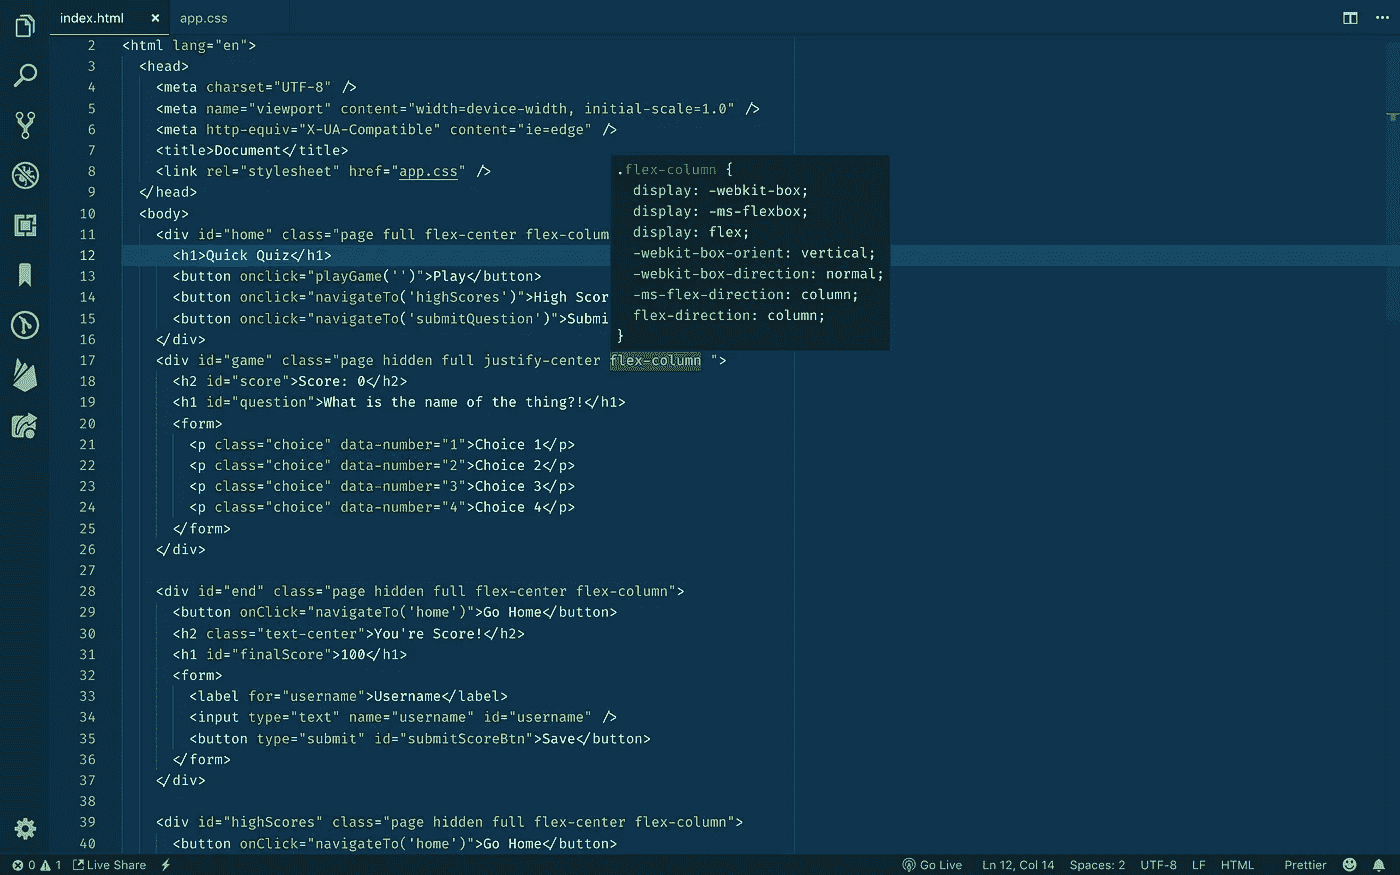 index.html × app.css
2 <html lang="en">
3 <head>
4 <meta charset="UTF-8" />
5 <meta name="viewport" content="width=device-width, initial-scale=1.0" />
6 <meta http-equiv="X-UA-Compatible" content="ie=edge" />
7 <title>Document</title>
8 <link rel="stylesheet" href="app.css" />
9 </head>
10 <body>
11 <div id="home" class="page full flex-center flex-colum
12 <h1>Quick Quiz</h1>
13 <button onclick="playGame('')">Play</button>
14 <button onclick="navigateTo('highScores')">High Scor
15 <button onclick="navigateTo('submitQuestion')">Submi
16 </div>
.flex-column {
display: -webkit-box;
display: -ms-flexbox;
display: flex;
-webkit-box-orient: vertical;
-webkit-box-direction: normal;
-ms-flex-direction: column;
flex-direction: column;
}
17 <div id="game" class="page hidden full justify-center flex-column ">
18 <h2 id="score">Score: 0</h2>
19 <h1 id="question">What is the name of the thing?!</h1>
20 <form>
21 <p class="choice" data-number="1">Choice 1</p>
22 <p class="choice" data-number="2">Choice 2</p>
23 <p class="choice" data-number="3">Choice 3</p>
24 <p class="choice" data-number="4">Choice 4</p>
25 </form>
26 </div>
27
28 <div id="end" class="page hidden full flex-center flex-column">
29 <button onClick="navigateTo('home')">Go Home</button>
30 <h2 class="text-center">You're Score!</h2>
31 <h1 id="finalScore">100</h1>
32 <form>
33 <label for="username">Username</label>
34 <input type="text" name="username" id="username" />
35 <button type="submit" id="submitScoreBtn">Save</button>
36 </form>
37 </div>
38
39 <div id="highScores" class="page hidden full flex-center flex-column">
40 <button onClick="navigateTo('home')">Go Home</button>
0 1 Live Share Go Live Ln 12, Col 14 Spaces: 2 UTF-8 LF HTML Prettier